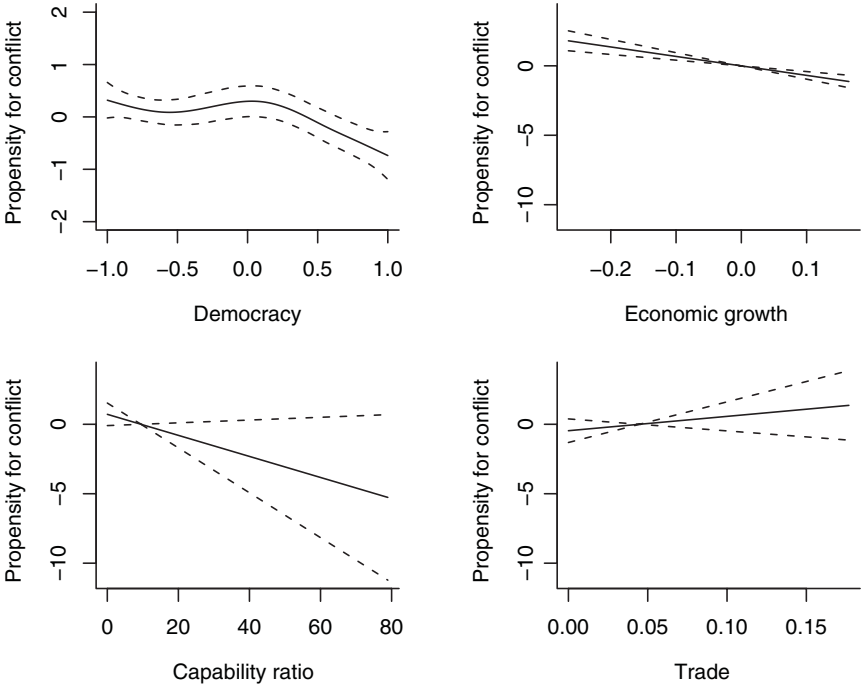 Propensity for conflict
2
1
0
−1
−2
−1.0 −0.5 0.0 0.5 1.0
Democracy
Propensity for conflict
0
−5
−10
−0.2 −0.1 0.0 0.1
Economic growth
Propensity for conflict
0
−5
−10
0 20 40 60 80
Capability ratio
Propensity for conflict
0
−5
−10
0.00 0.05 0.10 0.15
Trade